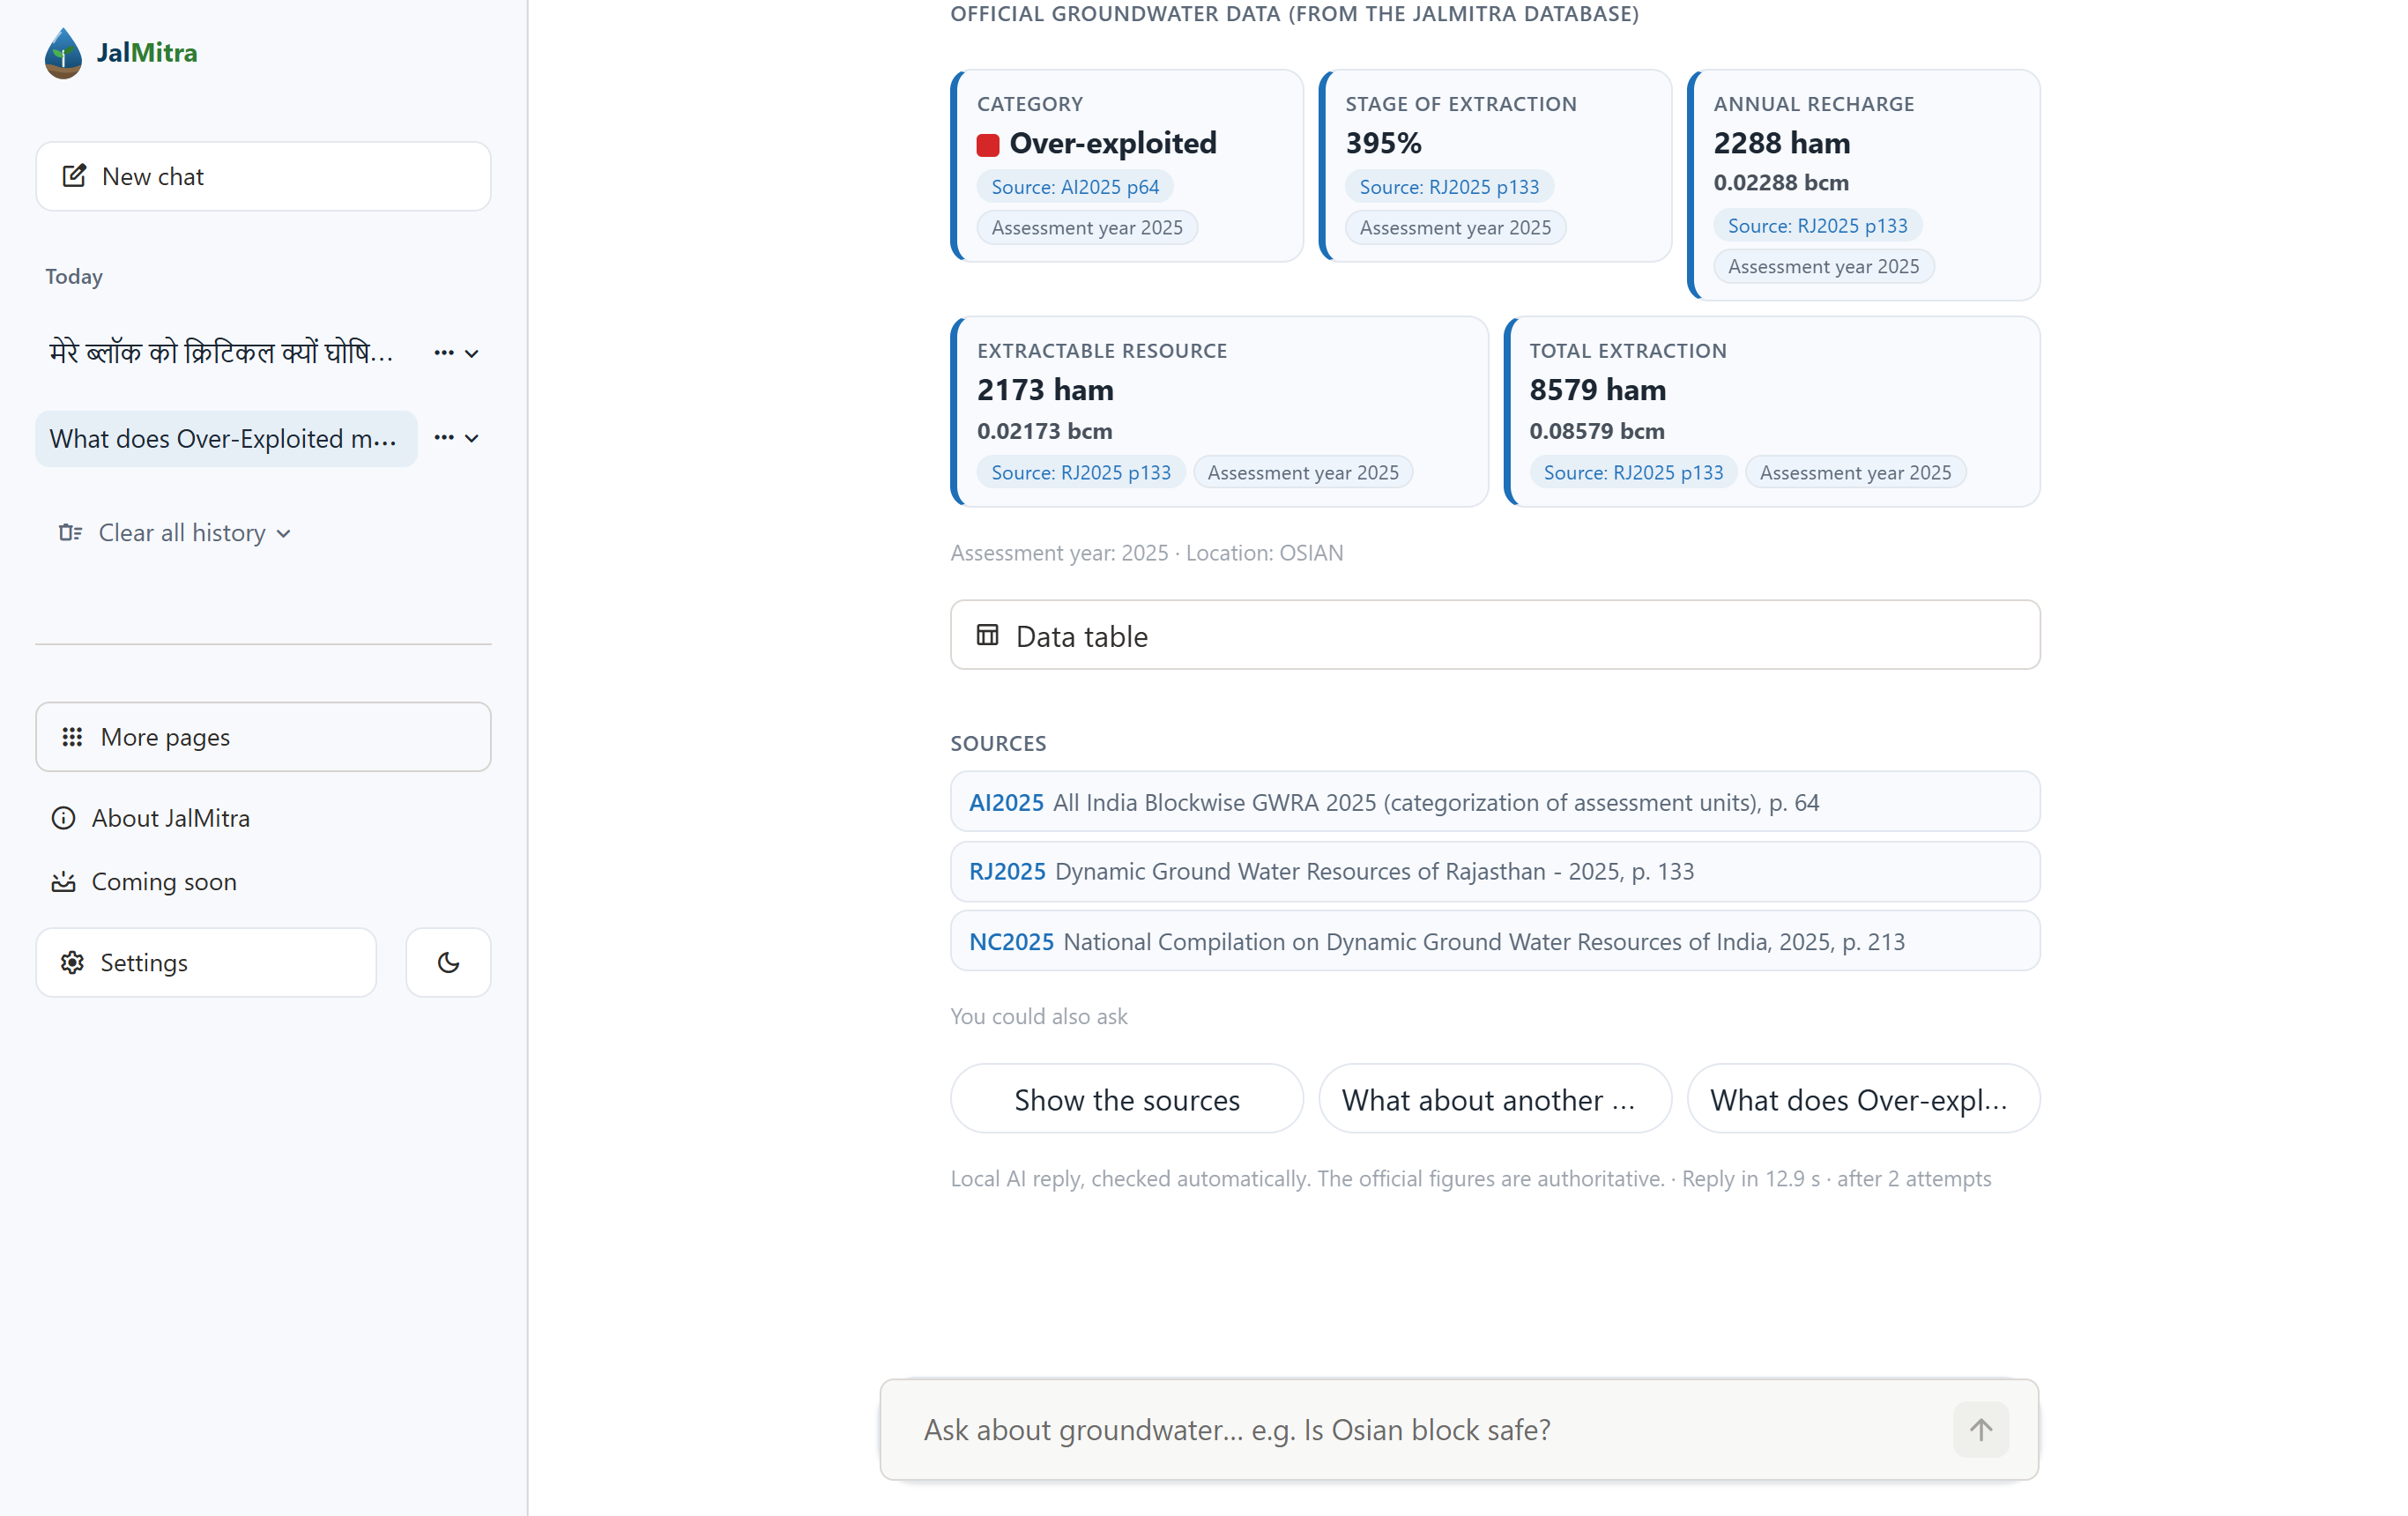 JalMitra
New chat
Today
मेरे ब्लॉक को क्रिटिकल क्यों घोषि...
What does Over-Exploited m...
Clear all history
More pages
About JalMitra
Coming soon
Settings
OFFICIAL GROUNDWATER DATA (FROM THE JALMITRA DATABASE)
CATEGORY
Over-exploited
Source: AI2025 p64
Assessment year 2025
STAGE OF EXTRACTION
395%
Source: RJ2025 p133
Assessment year 2025
ANNUAL RECHARGE
2288 ham
0.02288 bcm
Source: RJ2025 p133
Assessment year 2025
EXTRACTABLE RESOURCE
2173 ham
0.02173 bcm
Source: RJ2025 p133 Assessment year 2025
TOTAL EXTRACTION
8579 ham
0.08579 bcm
Source: RJ2025 p133 Assessment year 2025
Assessment year: 2025 · Location: OSIAN
Data table
SOURCES
AI2025 All India Blockwise GWRA 2025 (categorization of assessment units), p. 64
RJ2025 Dynamic Ground Water Resources of Rajasthan - 2025, p. 133
NC2025 National Compilation on Dynamic Ground Water Resources of India, 2025, p. 213
You could also ask
Show the sources
What about another ...
What does Over-expl...
Local AI reply, checked automatically. The official figures are authoritative. · Reply in 12.9 s · after 2 attempts
Ask about groundwater... e.g. Is Osian block safe?